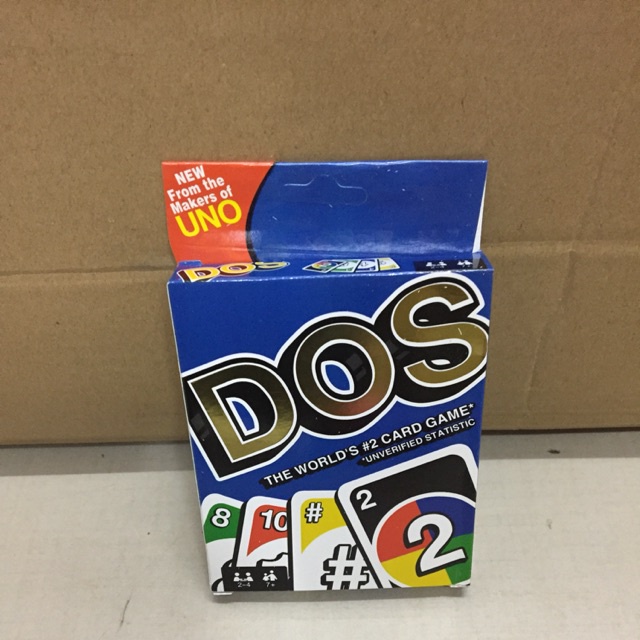 NEW
From the
Makers of
UNO
DOS
DOS
THE WORLD'S #2 CARD GAME*
*UNVERIFIED STATISTIC
8
10
#
#
2
2
2-4
7+